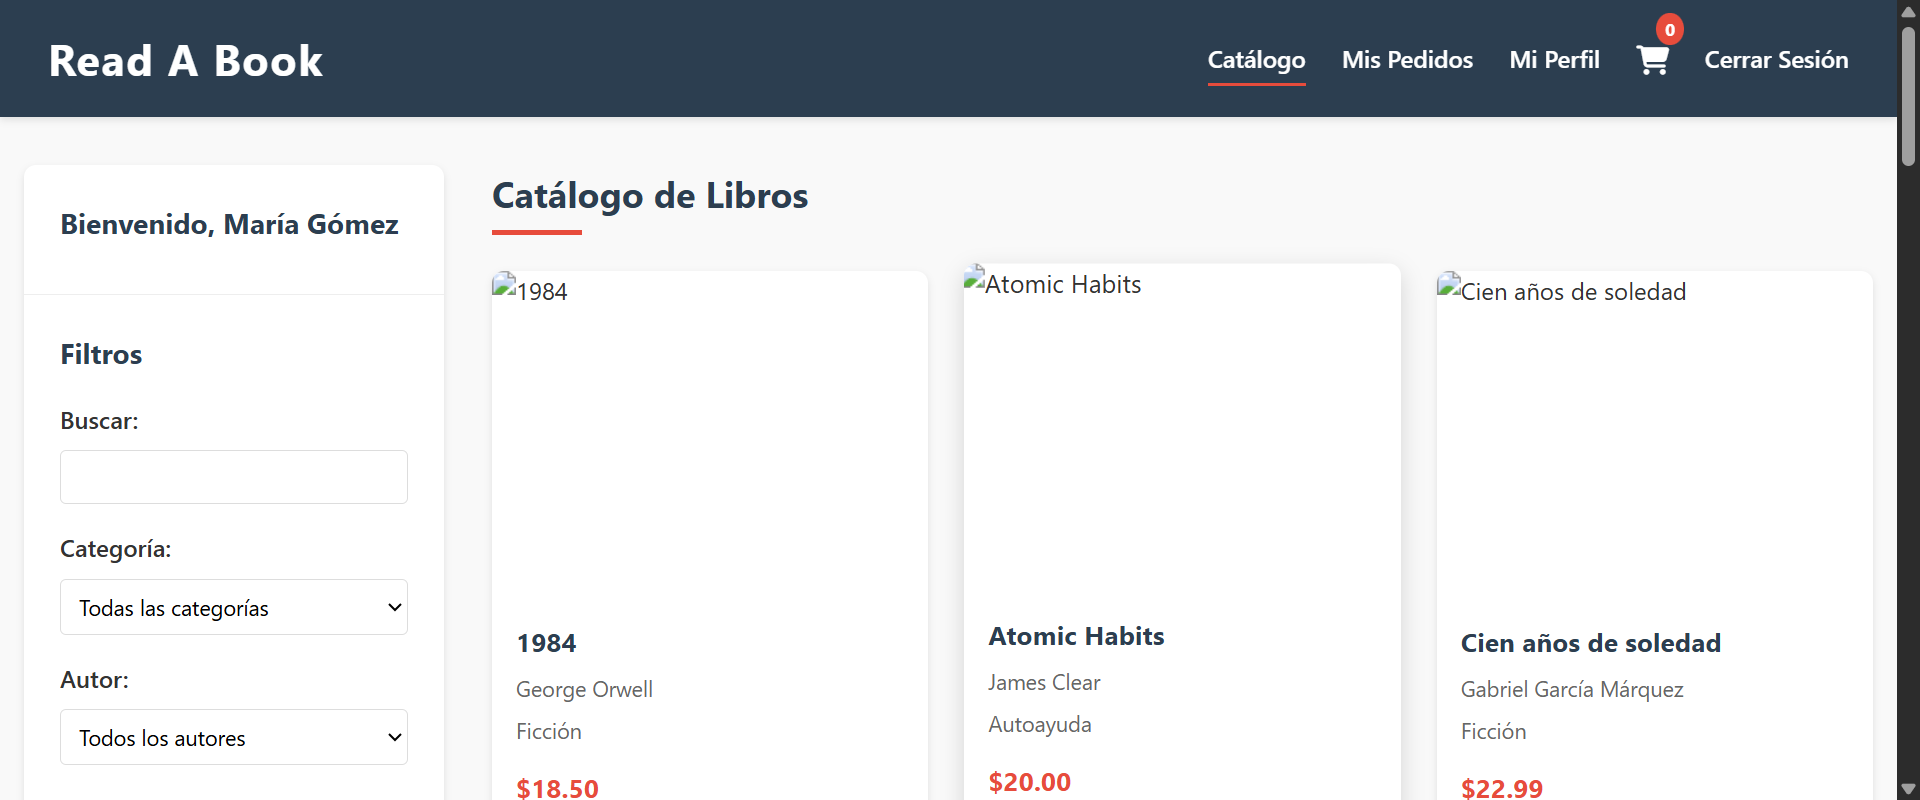 Read A Book
Catálogo
Mis Pedidos
Mi Perfil
0
Cerrar Sesión
Bienvenido, María Gómez
Filtros
Buscar:
Categoría:
Todas las categorías
Autor:
Todos los autores
Catálogo de Libros
1984
1984
George Orwell
Ficción
$18.50
Atomic Habits
Atomic Habits
James Clear
Autoayuda
$20.00
Cien años de soledad
Cien años de soledad
Gabriel García Márquez
Ficción
$22.99